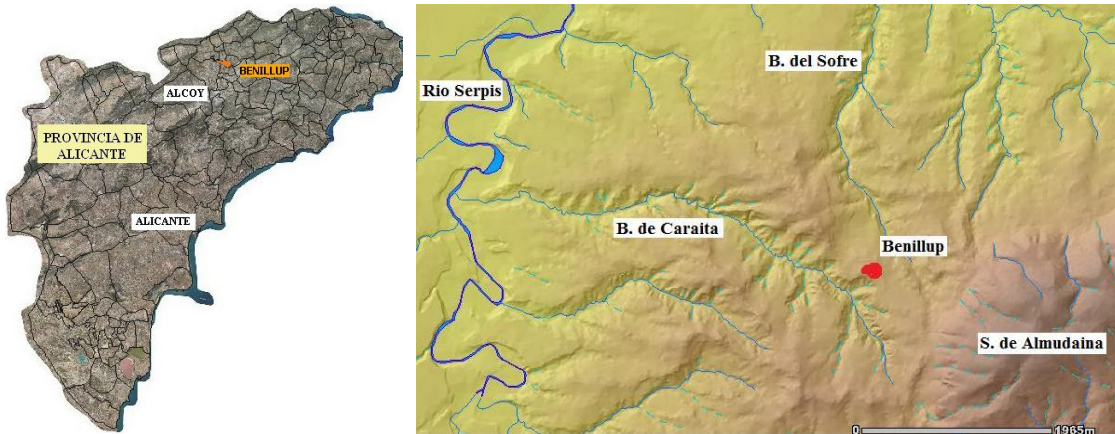 BENILLUP
ALCOY
PROVINCIA DE
ALICANTE
ALICANTE
B. del Sofre
Rio Serpis
B. de Caraita
Benillup
S. de Almudaina
0 1965m